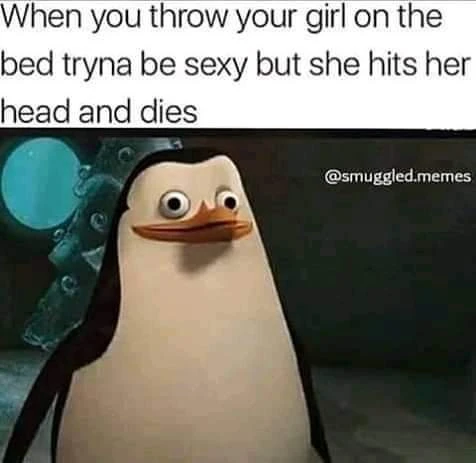 When you throw your girl on the
bed tryna be sexy but she hits her
head and dies
@smuggled.memes